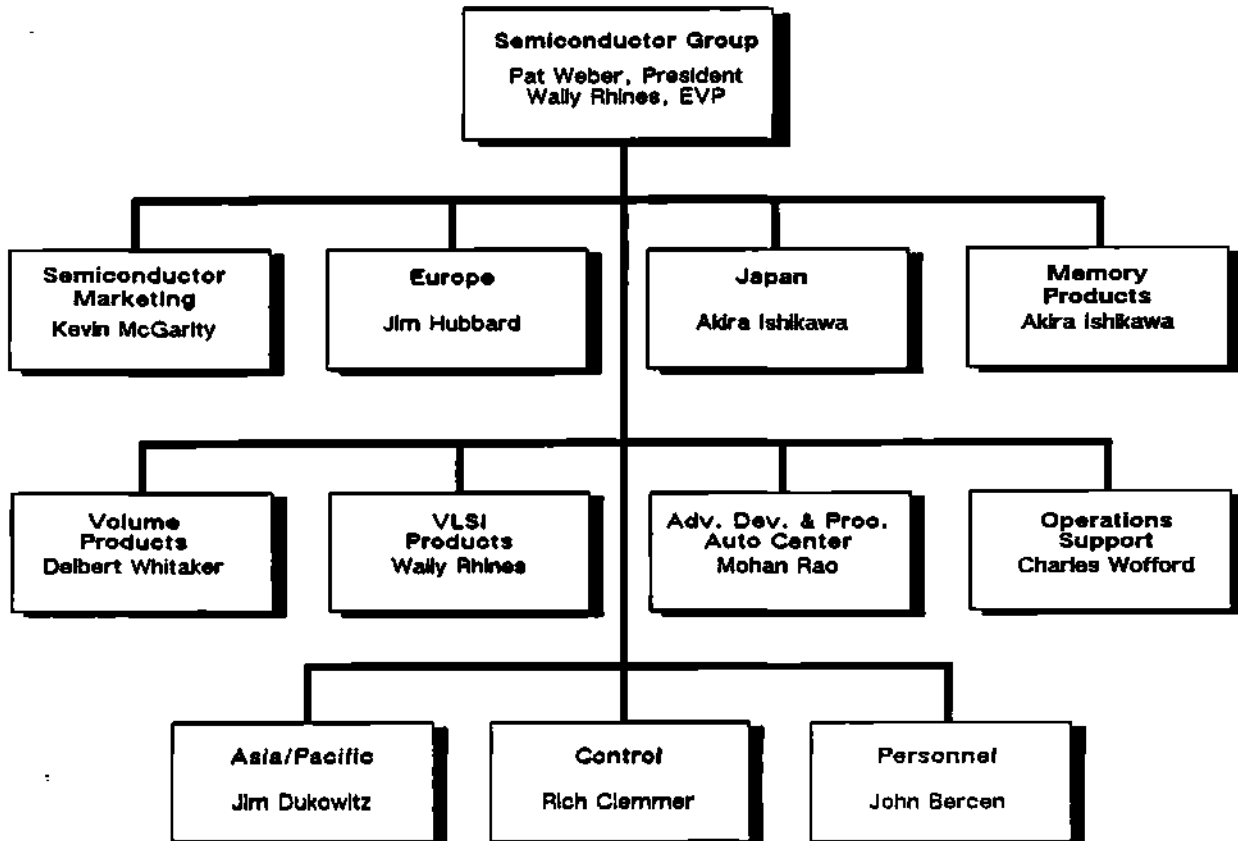 Semiconductor Group
Pat Weber, President
Wally Rhines, EVP
Semiconductor
Marketing
Kevin McGarity
Europe
Jim Hubbard
Japan
Akira Ishikawa
Memory
Products
Akira Ishikawa
Volume
Products
Delbert Whitaker
VLSI
Products
Wally Rhines
Adv. Dev. & Proc.
Auto Center
Mohan Rao
Operations
Support
Charles Wofford
Asia/Pacific
Jim Dukowitz
Control
Rich Clemmer
Personnel
John Bercen